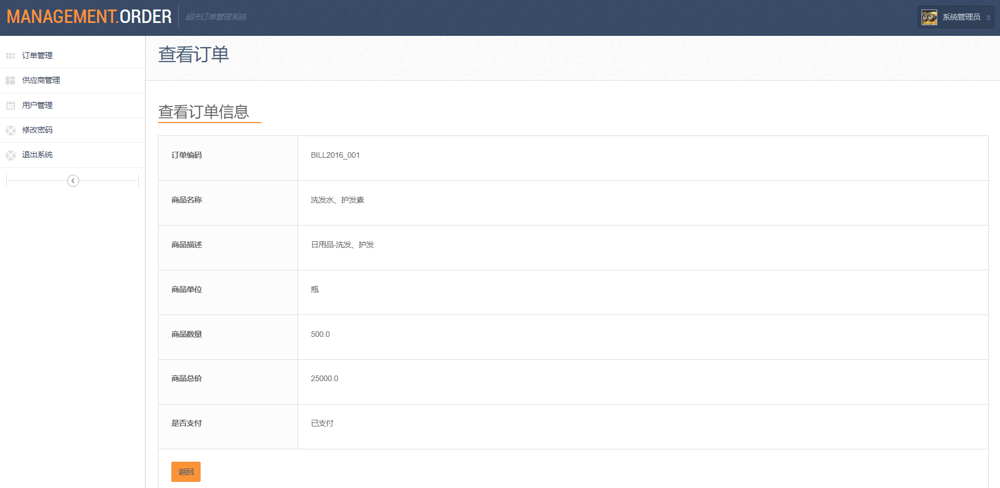 MANAGEMENT.ORDER
超市订单管理系统
系统管理员
订单管理
供应商管理
用户管理
修改密码
退出系统
查看订单
查看订单信息
订单编码 BILL2016_001
商品名称 洗发水、护发素
商品描述 日用品-洗发、护发
商品单位 瓶
商品数量 500.0
商品总价 25000.0
是否支付 已支付
返回